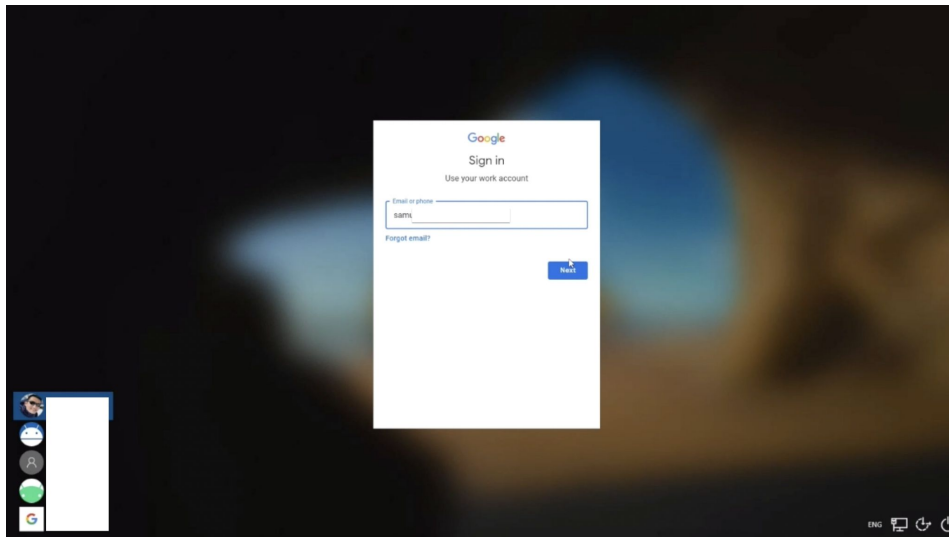 Google
Sign in
Use your work account
Email or phone
samu
Forgot email?
Next
G
ENG